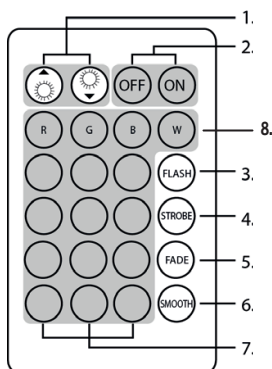 1.
2.
OFF ON
R G B W
8.
FLASH
3.
STROBE
4.
FADE
5.
SMOOTH
6.
7.